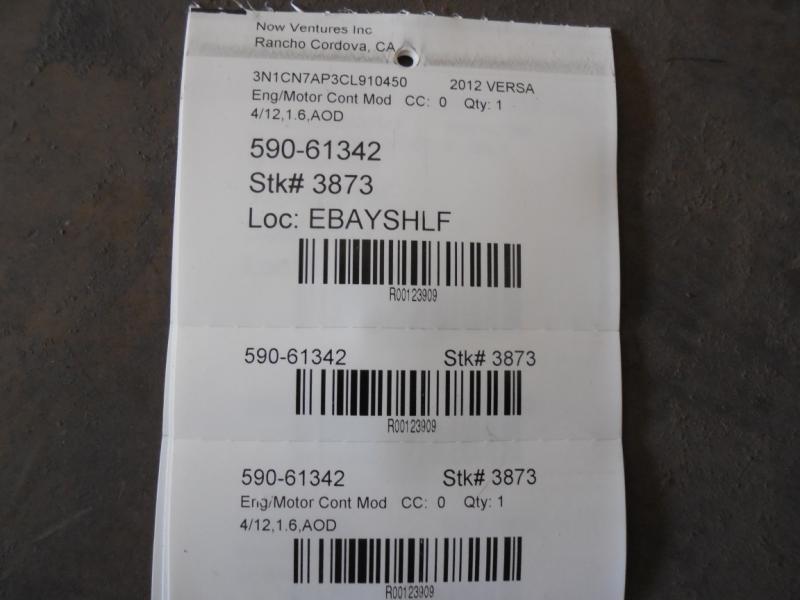 Now Ventures Inc
Rancho Cordova, CA
3N1CN7AP3CL910450 2012 VERSA
Eng/Motor Cont Mod CC: 0 Qty: 1
4/12,1.6,AOD
590-61342
Stk# 3873
Loc: EBAYSHLF
R00123909
590-61342 Stk# 3873
R00123909
590-61342 Stk# 3873
Eng/Motor Cont Mod CC: 0 Qty: 1
4/12,1.6,AOD
R00123909